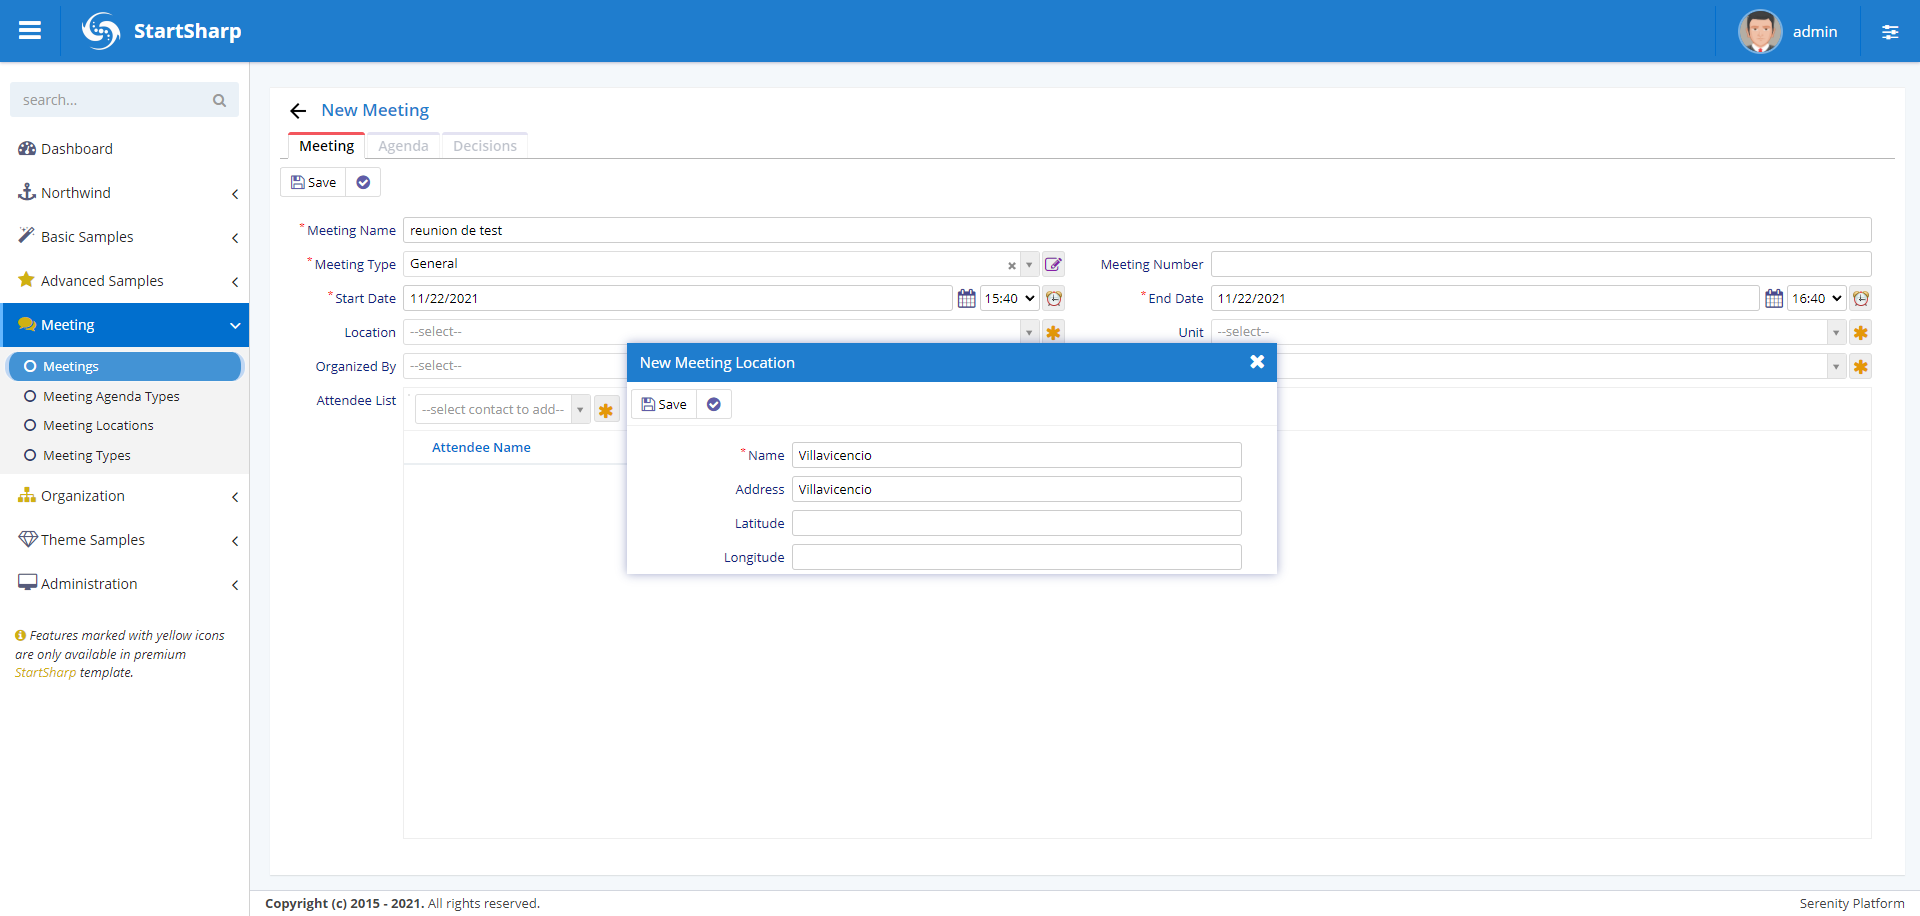 StartSharp
admin
search...
Dashboard
Northwind
Basic Samples
Advanced Samples
Meeting
Meetings
Meeting Agenda Types
Meeting Locations
Meeting Types
Organization
Theme Samples
Administration
Features marked with yellow icons
are only available in premium
StartSharp template.
New Meeting
Meeting Agenda Decisions
Save
* Meeting Name reunion de test
* Meeting Type General Meeting Number
* Start Date 11/22/2021 15:40 * End Date 11/22/2021 16:40
Location --select-- Unit --select--
Organized By --select--
Attendee List --select contact to add--
Attendee Name
New Meeting Location
Save
* Name Villavicencio
Address Villavicencio
Latitude
Longitude
Copyright (c) 2015 - 2021. All rights reserved.
Serenity Platform